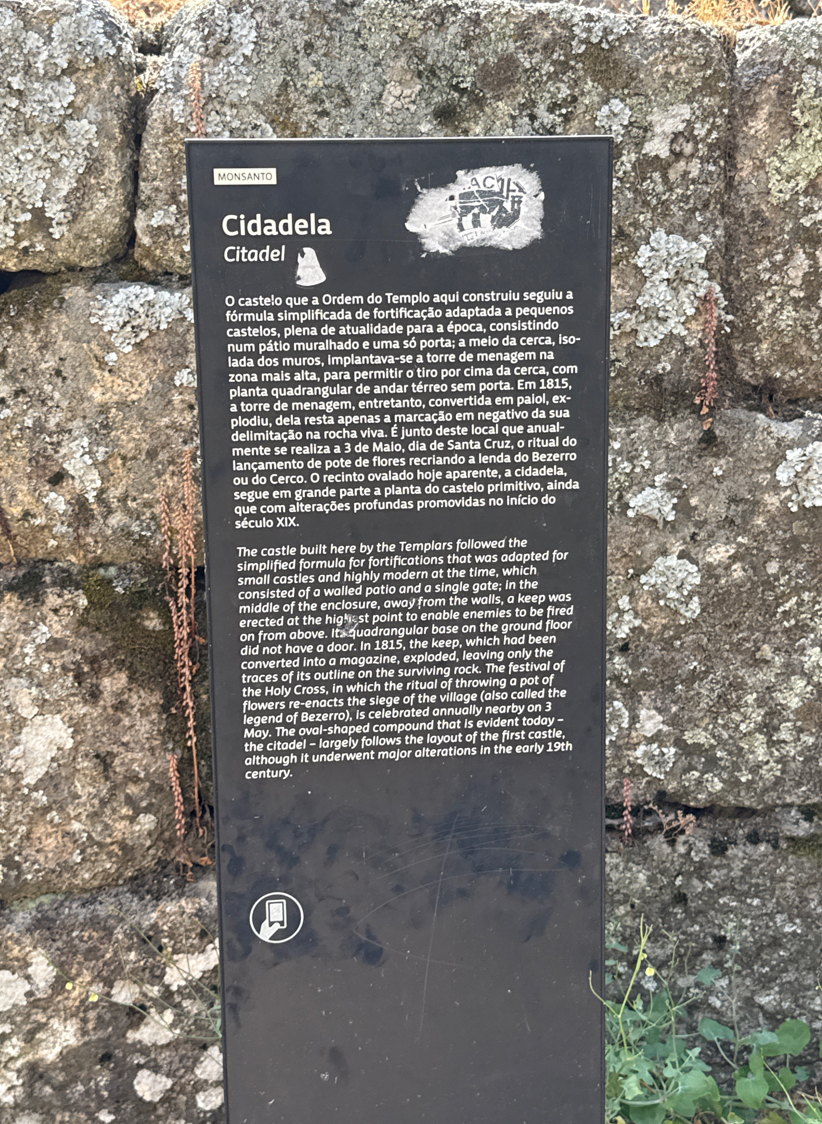 MONSANTO
Cidadela
Citadel
O castelo que a Ordem do Templo aqui construiu seguiu a
fórmula simplificada de fortificação adaptada a pequenos
castelos, plena de atualidade para a época, consistindo
num pátio muralhado e uma só porta; a meio da cerca, iso-
lada dos muros, implantava-se a torre de menagem na
zona mais alta, para permitir o tiro por cima da cerca, com
planta quadrangular de andar térreo sem porta. Em 1815,
a torre de menagem, entretanto, convertida em paiol, ex-
plodiu, dela resta apenas a marcação em negativo da sua
delimitação na rocha viva. É junto deste local que anual-
mente se realiza a 3 de Maio, dia de Santa Cruz, o ritual do
lançamento de pote de flores recriando a lenda do Bezerro
ou do Cerco. O recinto ovalado hoje aparente, a cidadela,
segue em grande parte a planta do castelo primitivo, ainda
que com alterações profundas promovidas no início do
século XIX.
The castle built here by the Templars followed the
simplified formula for fortifications that was adapted for
small castles and highly modern at the time, which
consisted of a walled patio and a single gate; in the
middle of the enclosure, away from the walls, a keep was
erected at the highest point to enable enemies to be fired
on from above. Its quadrangular base on the ground floor
did not have a door. In 1815, the keep, which had been
converted into a magazine, exploded, leaving only the
traces of its outline on the surviving rock. The festival of
the Holy Cross, in which the ritual of throwing a pot of
flowers re-enacts the siege of the village (also called the
legend of Bezerro), is celebrated annually nearby on 3
May. The oval-shaped compound that is evident today –
the citadel – largely follows the layout of the first castle,
although it underwent major alterations in the early 19th
century.